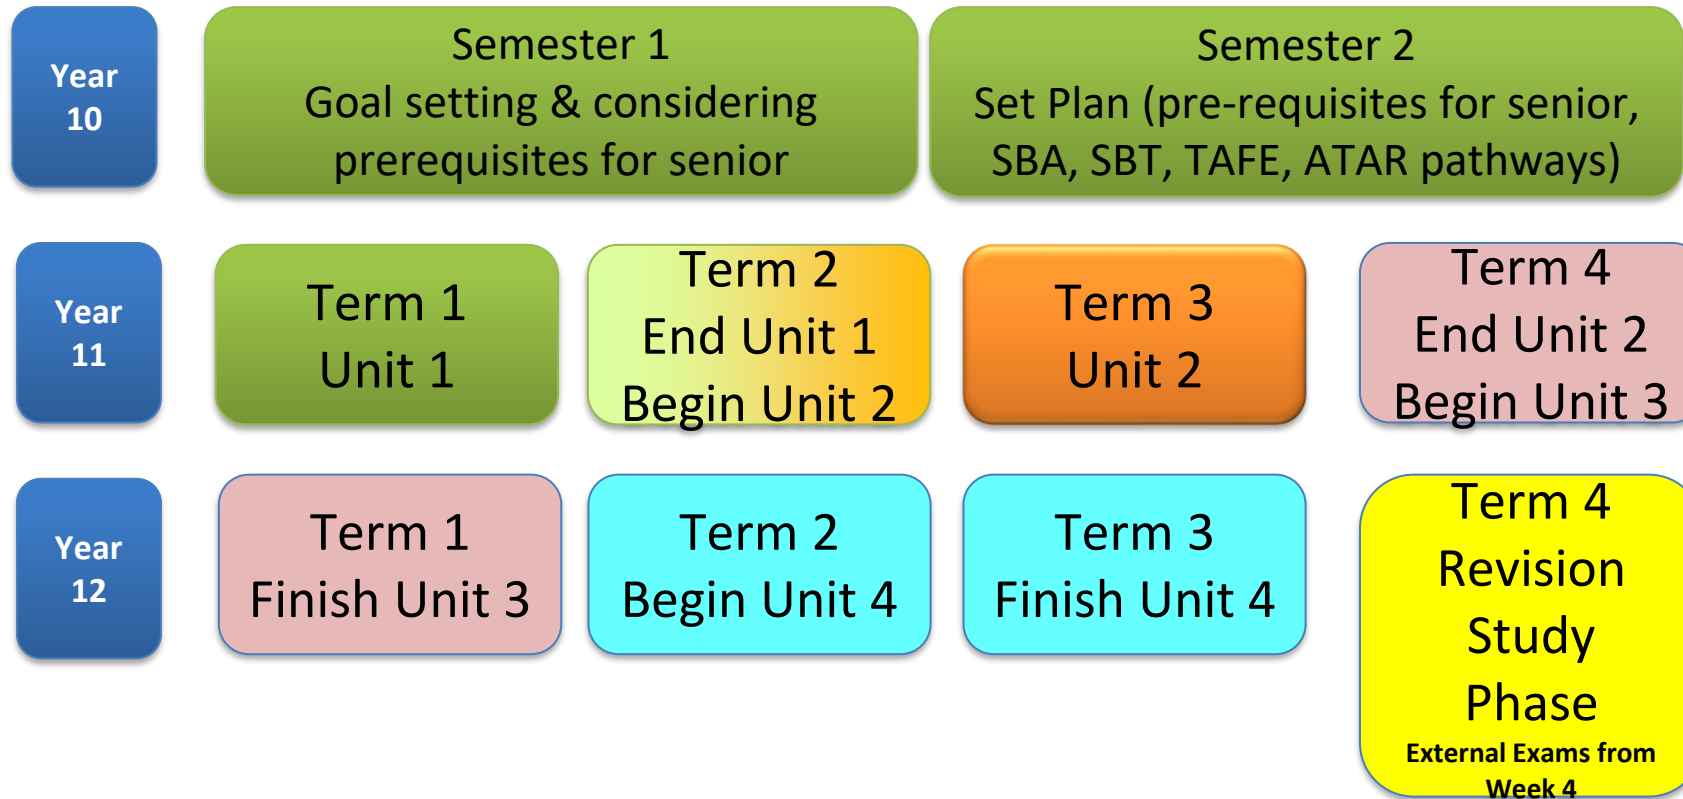 Year
10
Semester 1
Goal setting & considering
prerequisites for senior
Semester 2
Set Plan (pre-requisites for senior,
SBA, SBT, TAFE, ATAR pathways)
Year
11
Term 1
Unit 1
Term 2
End Unit 1
Begin Unit 2
Term 3
Unit 2
Term 4
End Unit 2
Begin Unit 3
Year
12
Term 1
Finish Unit 3
Term 2
Begin Unit 4
Term 3
Finish Unit 4
Term 4
Revision
Study
Phase
External Exams from
Week 4